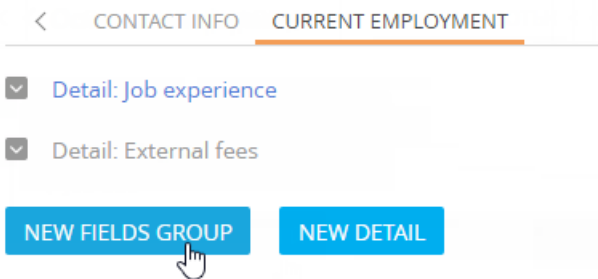 CONTACT INFO CURRENT EMPLOYMENT
Detail: Job experience
Detail: External fees
NEW FIELDS GROUP NEW DETAIL